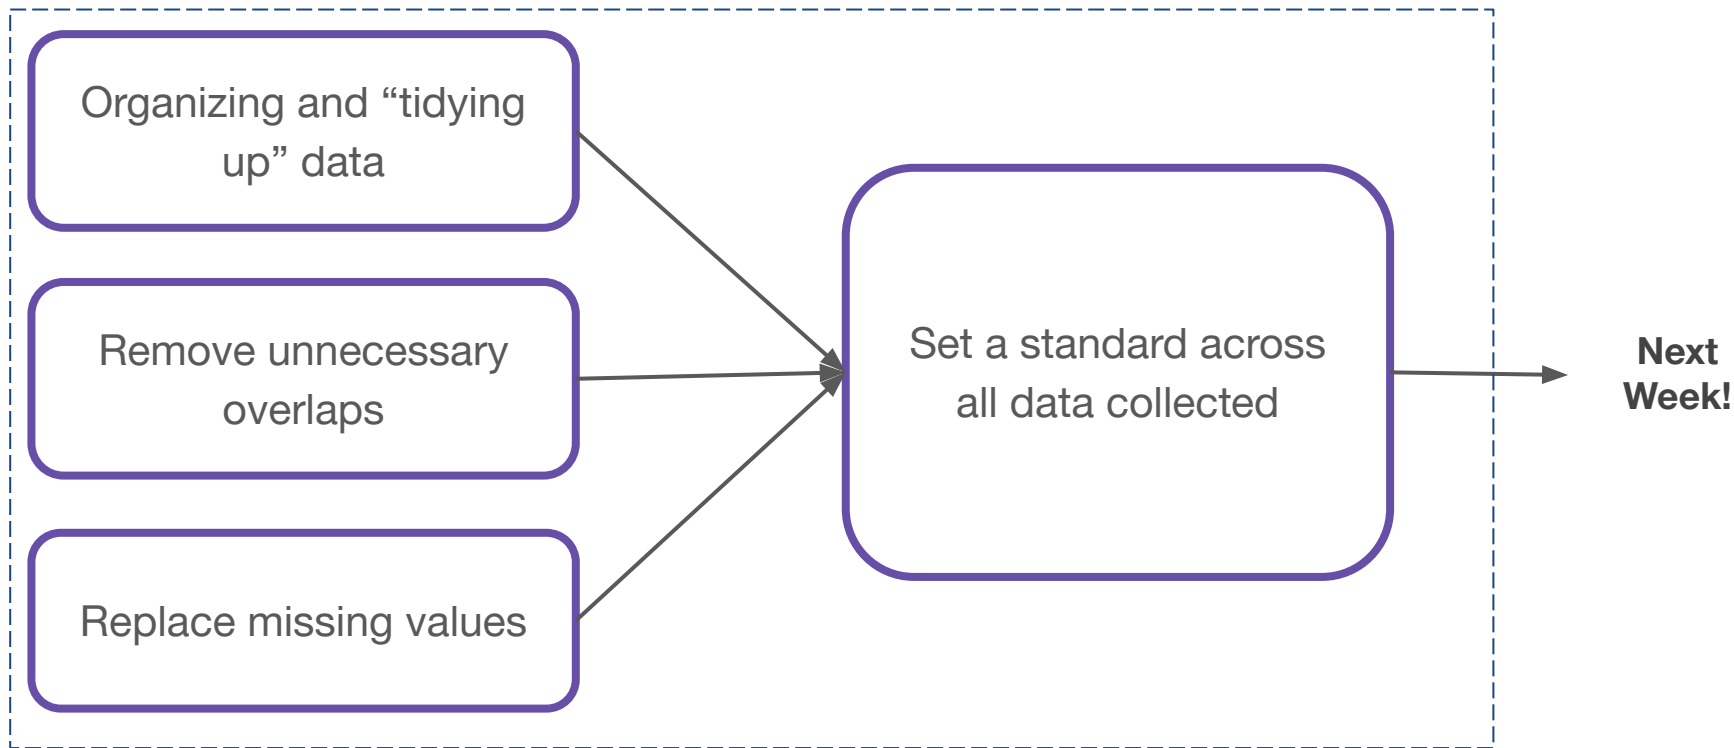 Organizing and “tidying
up” data
Remove unnecessary
overlaps
Replace missing values
Set a standard across
all data collected
Next
Week!